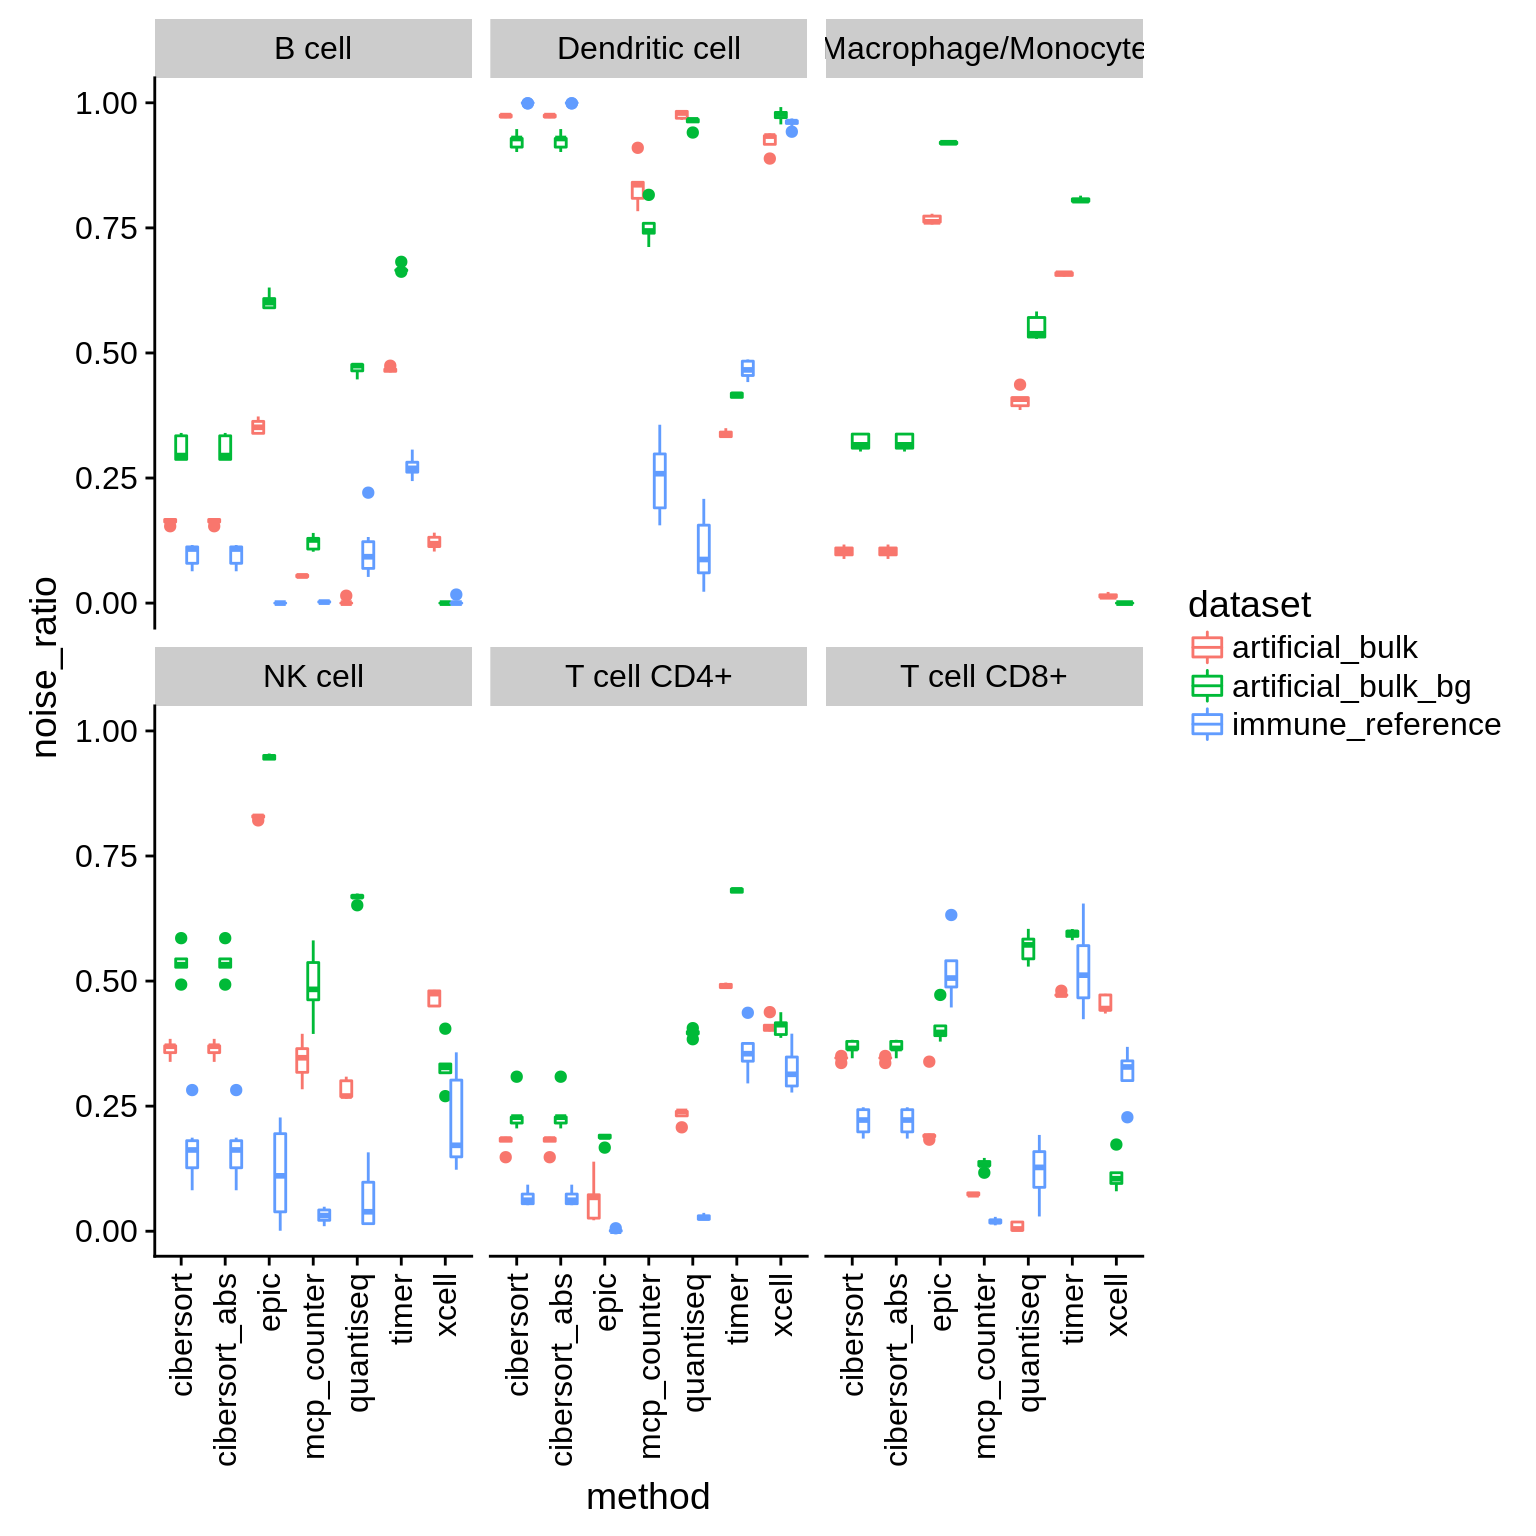 B cell
Dendritic cell
Macrophage/Monocyte
1.00
0.75
0.50
0.25
0.00
NK cell
T cell CD4+
T cell CD8+
1.00
0.75
0.50
0.25
0.00
noise_ratio
cibersort
cibersort_abs
epic
mcp_counter
quantiseq
timer
xcell
cibersort
cibersort_abs
epic
mcp_counter
quantiseq
timer
xcell
cibersort
cibersort_abs
epic
mcp_counter
quantiseq
timer
xcell
method
dataset
artificial_bulk
artificial_bulk_bg
immune_reference